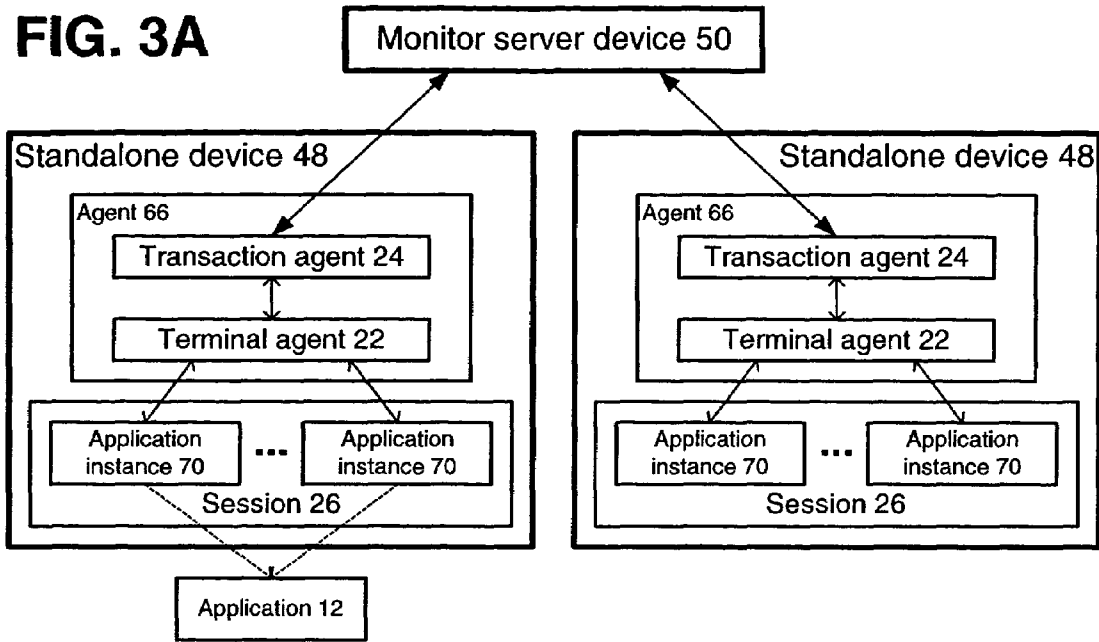 FIG. 3A
Monitor server device 50
Standalone device 48
Agent 66
Transaction agent 24
Terminal agent 22
Application
instance 70
...
Application
instance 70
Session 26
Application 12
Standalone device 48
Agent 66
Transaction agent 24
Terminal agent 22
Application
instance 70
...
Application
instance 70
Session 26